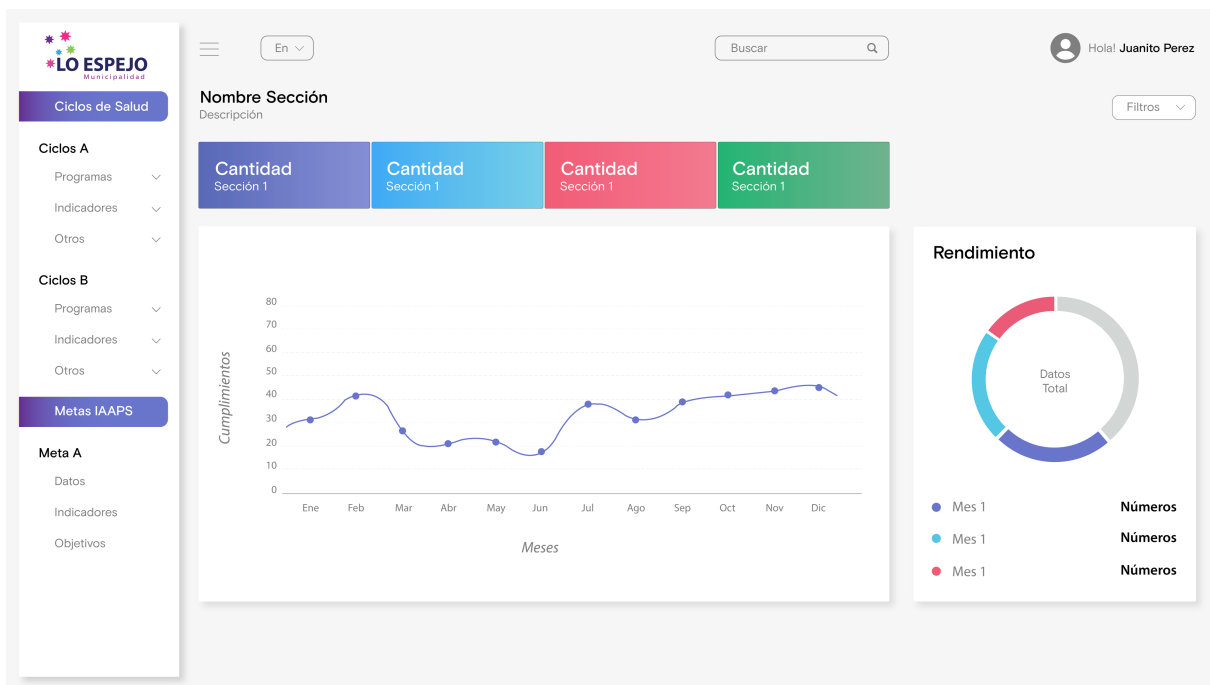 LO ESPEJO
Municipalidad
En
Buscar
Hola! Juanito Perez
Ciclos de Salud
Ciclos A
Programas
Indicadores
Otros
Ciclos B
Programas
Indicadores
Otros
Metas IAAPS
Meta A
Datos
Indicadores
Objetivos
Nombre Sección
Descripción
Filtros
Cantidad
Sección 1
Cantidad
Sección 1
Cantidad
Sección 1
Cantidad
Sección 1
Cumplimientos
80
70
60
50
40
30
20
10
0
Ene Feb Mar Abr May Jun Jul Ago Sep Oct Nov Dic
Meses
Rendimiento
Datos
Total
Mes 1 Números
Mes 1 Números
Mes 1 Números